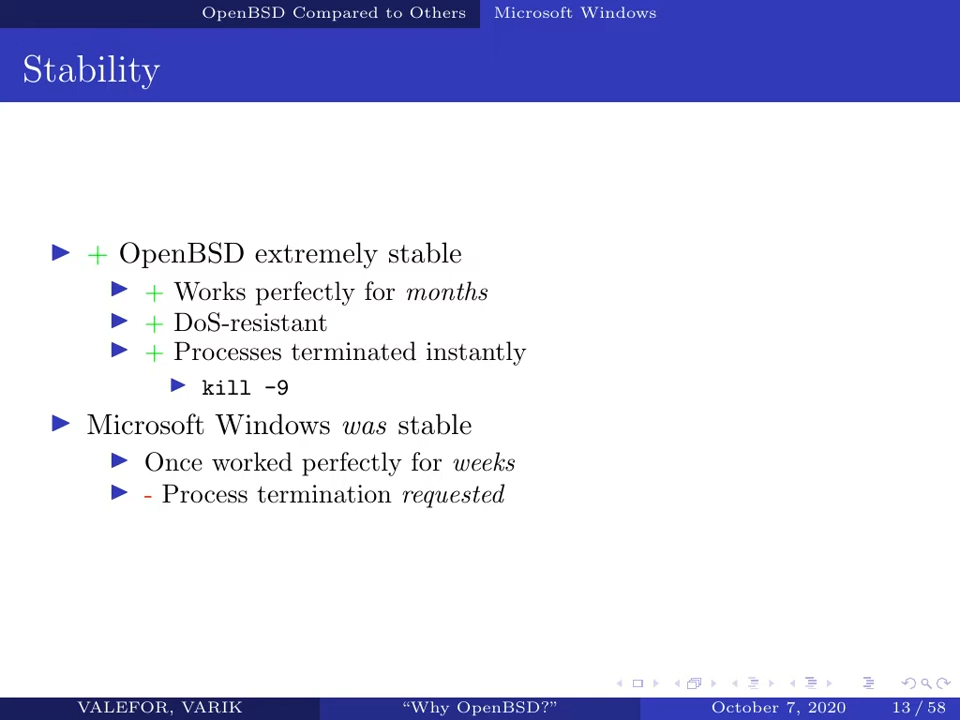 OpenBSD Compared to Others
Microsoft Windows
Stability
+ OpenBSD extremely stable
+ Works perfectly for months
+ DoS-resistant
+ Processes terminated instantly
kill -9
Microsoft Windows was stable
Once worked perfectly for weeks
- Process termination requested
VALEFOR, VARIK
“Why OpenBSD?”
October 7, 2020
13 / 58